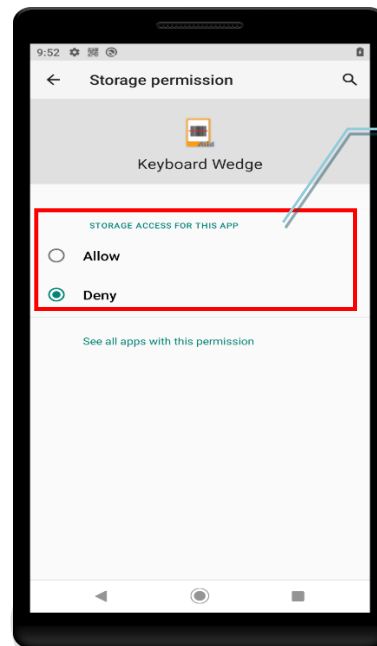 9:52
Storage permission
Keyboard Wedge
STORAGE ACCESS FOR THIS APP
Allow
Deny
See all apps with this permission